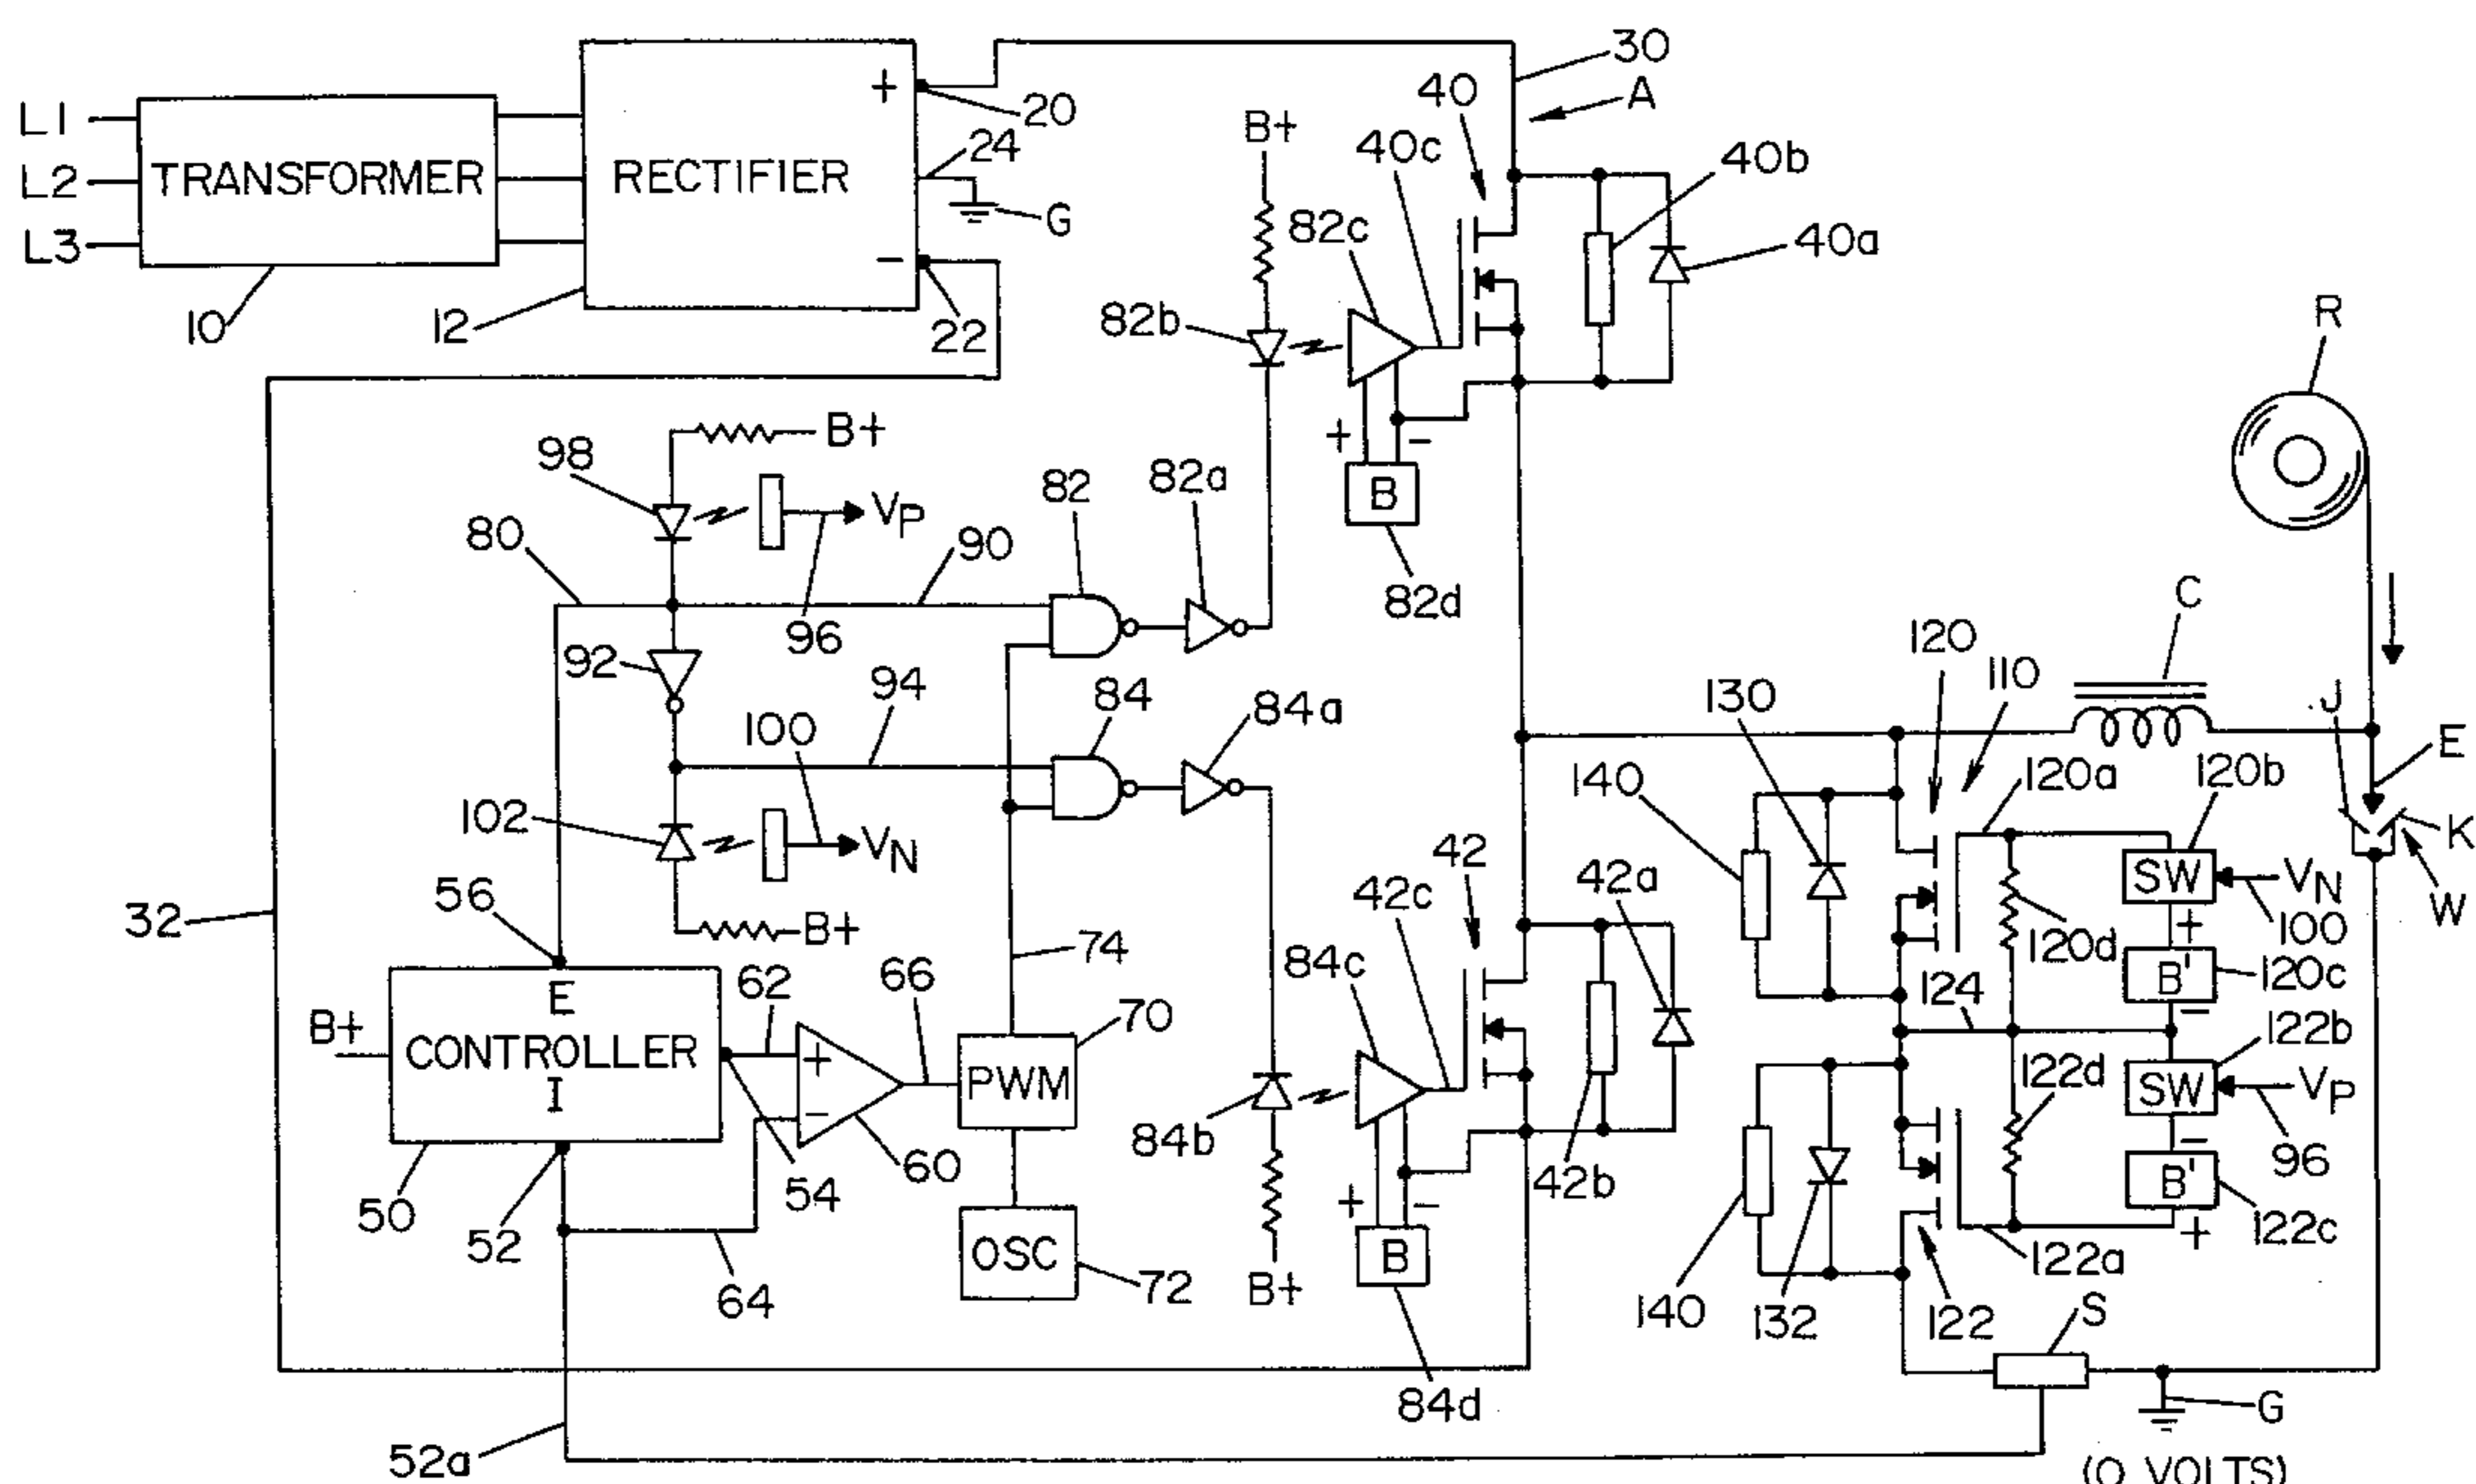 30
A
40
+
20
L1
B+
24
40c
40b
L2
TRANSFORMER
RECTIFIER
G
82c
40a
L3
-
10
12
22
82b
R
98
B+
+
-
82
82a
B
VP
80
90
82d
C
96
120
92
110
94
84
84a
130
J
E
100
140
120a
120b
102
VN
42
K
SW
VN
56
42c
42a
W
32
+
100
120d
74
84c
B'
120c
E
62
66
124
B+
70
-
122b
CONTROLLER
+
122d
SW
VP
I
PWM
-
84b
-
96
60
B'
50
54
42b
122c
52
+
-
+
OSC
B
122a
64
72
B+
140
132
122
S
84d
G
52a
(0 VOLTS)